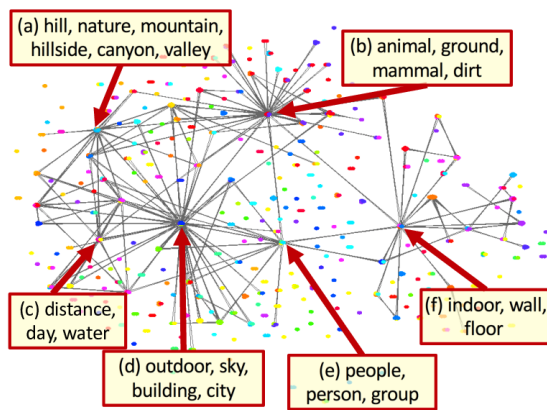 (a) hill, nature, mountain,
hillside, canyon, valley
(b) animal, ground,
mammal, dirt
(c) distance,
day, water
(d) outdoor, sky,
building, city
(e) people,
person, group
(f) indoor, wall,
floor